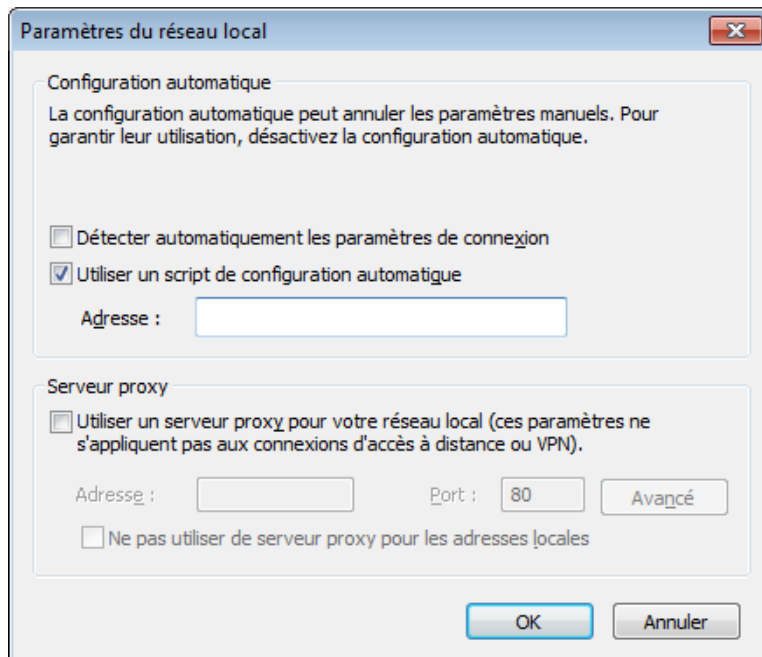 Paramètres du réseau local
Configuration automatique
La configuration automatique peut annuler les paramètres manuels. Pour
garantir leur utilisation, désactivez la configuration automatique.
Détecter automatiquement les paramètres de connexion
Utiliser un script de configuration automatique
Adresse :
Serveur proxy
Utiliser un serveur proxy pour votre réseau local (ces paramètres ne
s'appliquent pas aux connexions d'accès à distance ou VPN).
Adresse : Port : 80 Avancé
Ne pas utiliser de serveur proxy pour les adresses locales
OK Annuler